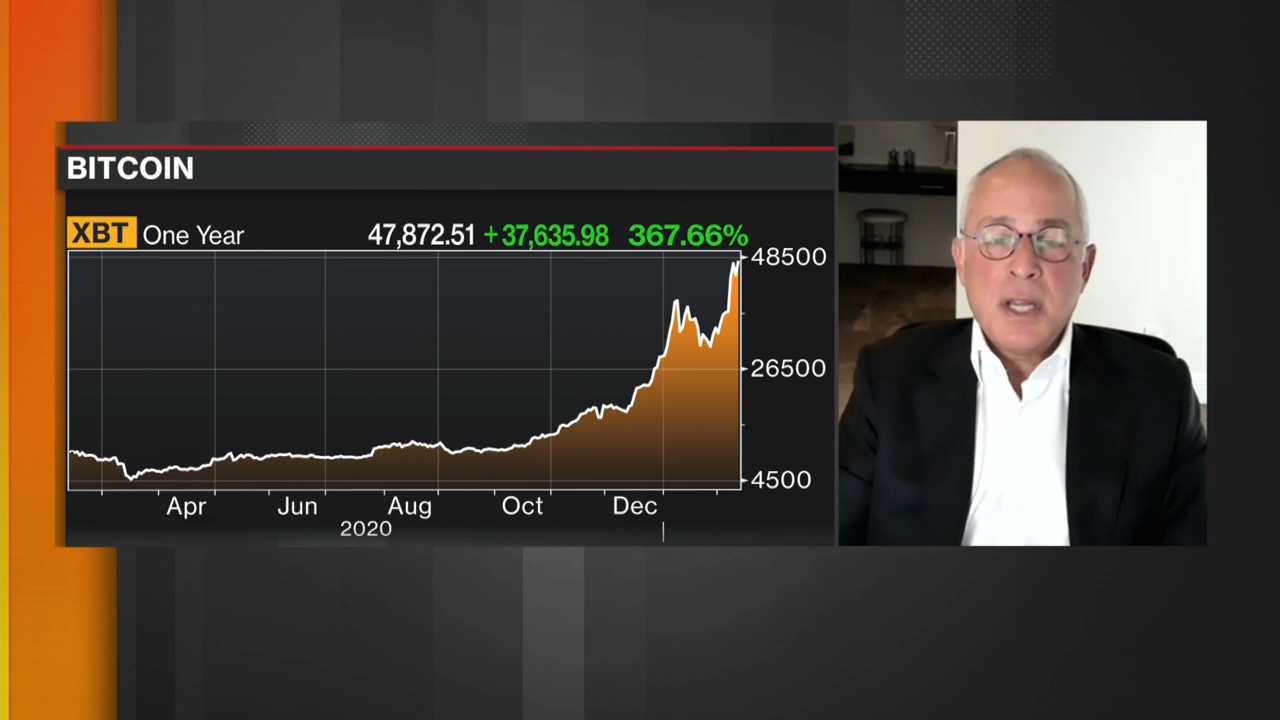 BITCOIN
XBT One Year 47,872.51 +37,635.98 367.66%
48500
26500
4500
Apr Jun Aug Oct Dec
2020